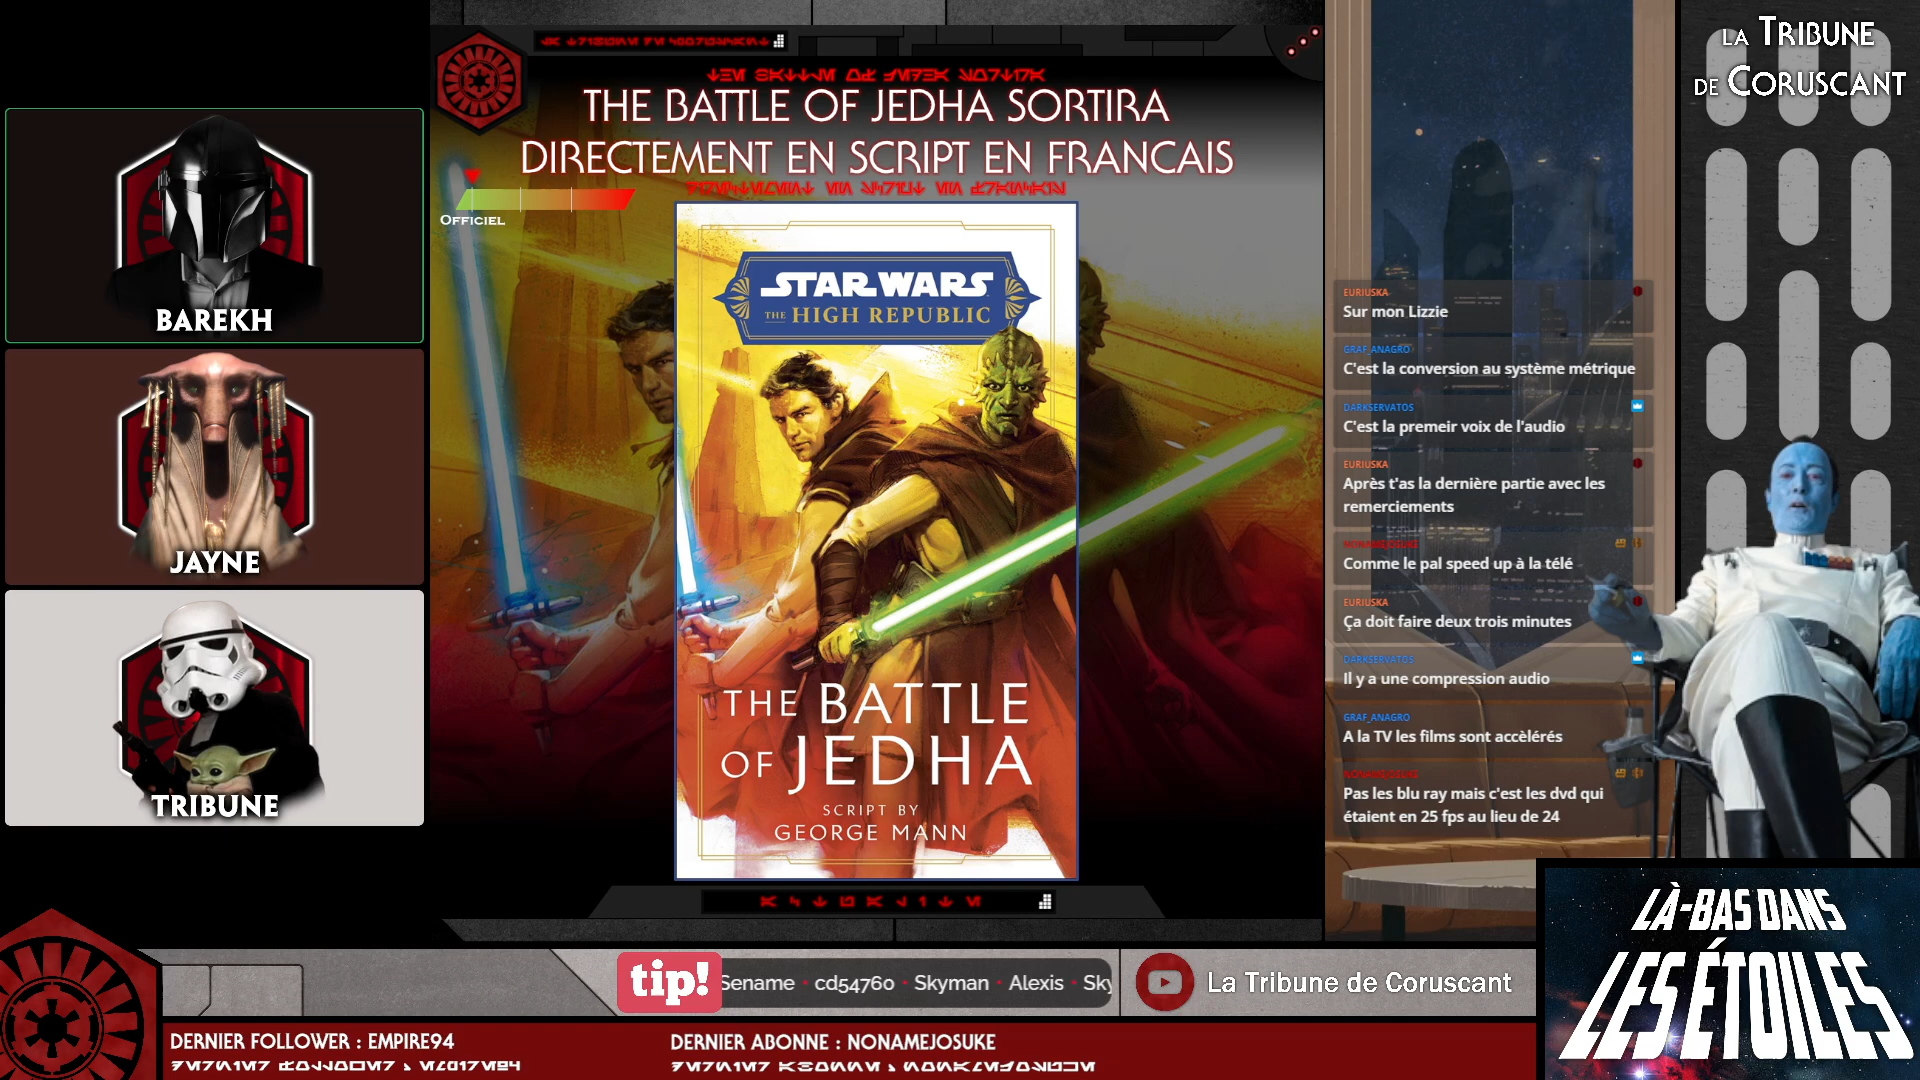 BAREKH
JAYNE
TRIBUNE
THE BATTLE OF JEDHA SORTIRA
DIRECTEMENT EN SCRIPT EN FRANCAIS
OFFICIEL
STAR WARS
THE HIGH REPUBLIC
THE BATTLE
OF JEDHA
SCRIPT BY
GEORGE MANN
EURIUSKA
Sur mon Lizzie
GRAF_ANAGRO
C'est la conversion au système métrique
DARKSERVATOS
C'est la premeir voix de l'audio
EURIUSKA
Après t'as la dernière partie avec les
remerciements
NONAMEJOSUKE
Comme le pal speed up à la télé
EURIUSKA
Ça doit faire deux trois minutes
DARKSERVATOS
Il y a une compression audio
GRAF_ANAGRO
A la TV les films sont accèlérés
NONAMEJOSUKE
Pas les blu ray mais c'est les dvd qui
étaient en 25 fps au lieu de 24
LA TRIBUNE
DE CORUSCANT
tip!
Sename • cd54760 • Skyman • Alexis • Sky
La Tribune de Coruscant
LÀ-BAS DANS
LES ÉTOILES
DERNIER FOLLOWER : EMPIRE94
DERNIER ABONNE : NONAMEJOSUKE